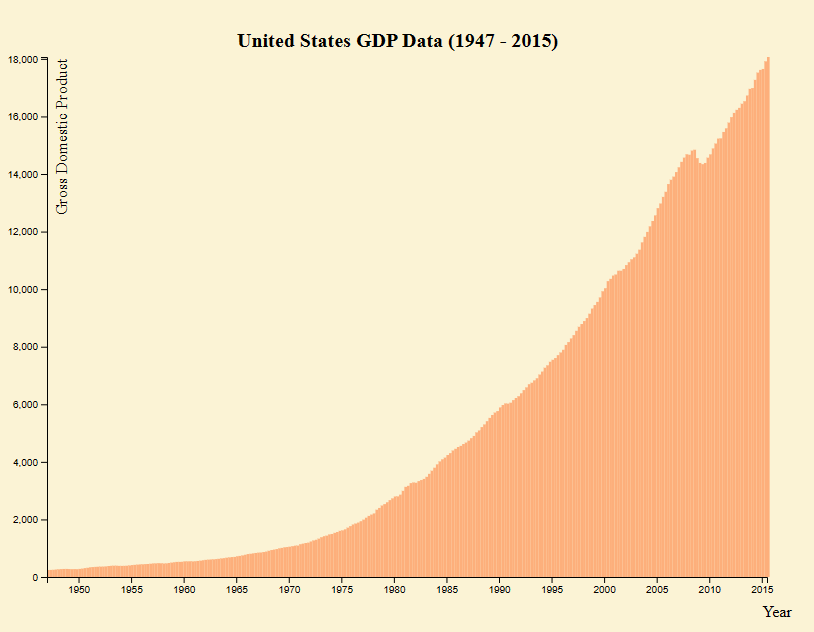 United States GDP Data (1947 - 2015)
Gross Domestic Product
18,000
16,000
14,000
12,000
10,000
8,000
6,000
4,000
2,000
0
1950 1955 1960 1965 1970 1975 1980 1985 1990 1995 2000 2005 2010 2015
Year